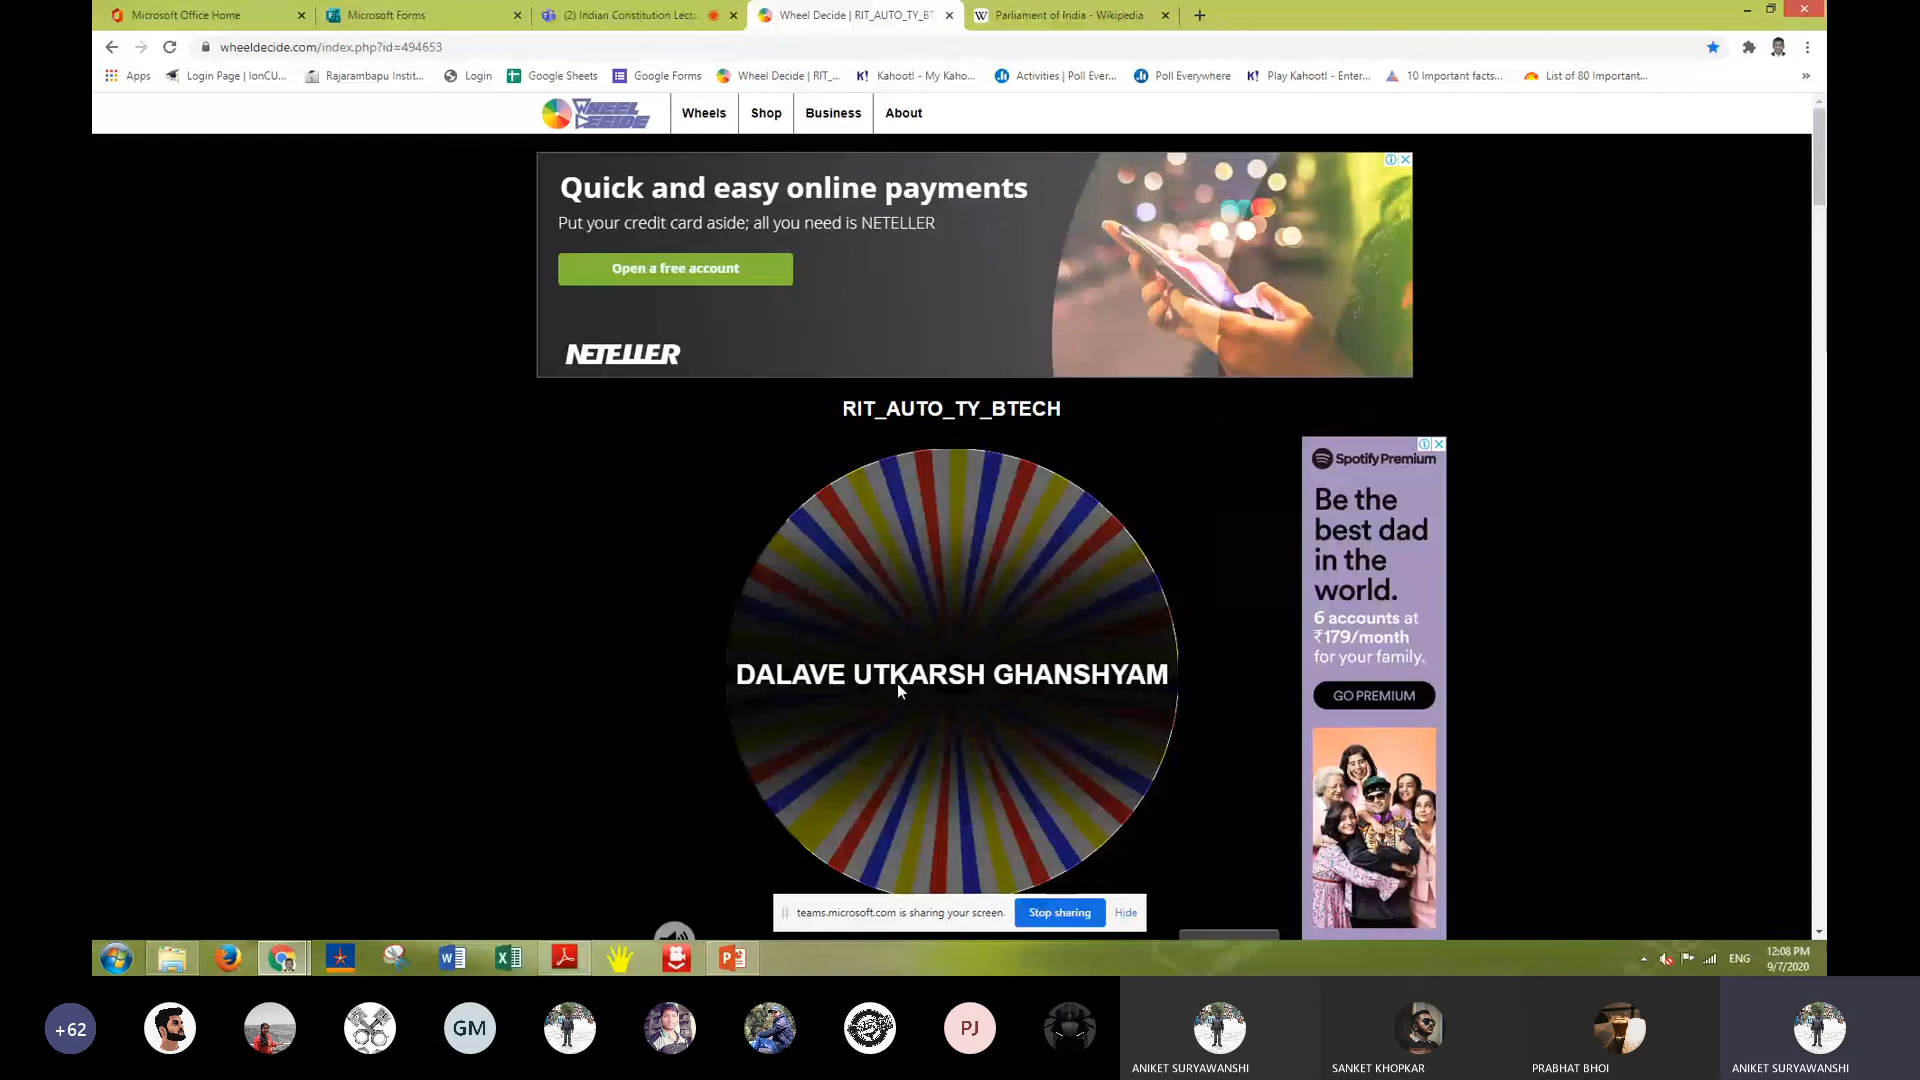 Microsoft Office Home
Microsoft Forms
(2) Indian Constitution Lectu
Wheel Decide | RIT_AUTO_TY_BT
Parliament of India - Wikipedia
wheeldecide.com/index.php?id=494653
Apps
Login Page | IonCU...
Rajarambapu Instit...
Login
Google Sheets
Google Forms
Wheel Decide | RIT_...
Kahoot! - My Kaho...
Activities | Poll Ever...
Poll Everywhere
Play Kahoot! - Enter...
10 Important facts...
List of 80 Important...
WHEEL DECIDE
Wheels
Shop
Business
About
Quick and easy online payments
Put your credit card aside; all you need is NETELLER
Open a free account
NETELLER
RIT_AUTO_TY_BTECH
DALAVE UTKARSH GHANSHYAM
Spotify Premium
Be the
best dad
in the
world.
6 accounts at
₹179/month
for your family.
GO PREMIUM
teams.microsoft.com is sharing your screen.
Stop sharing
Hide
ENG
12:08 PM
9/7/2020
+62
GM
PJ
ANIKET SURYAWANSHI
SANKET KHOPKAR
PRABHAT BHOI
ANIKET SURYAWANSHI